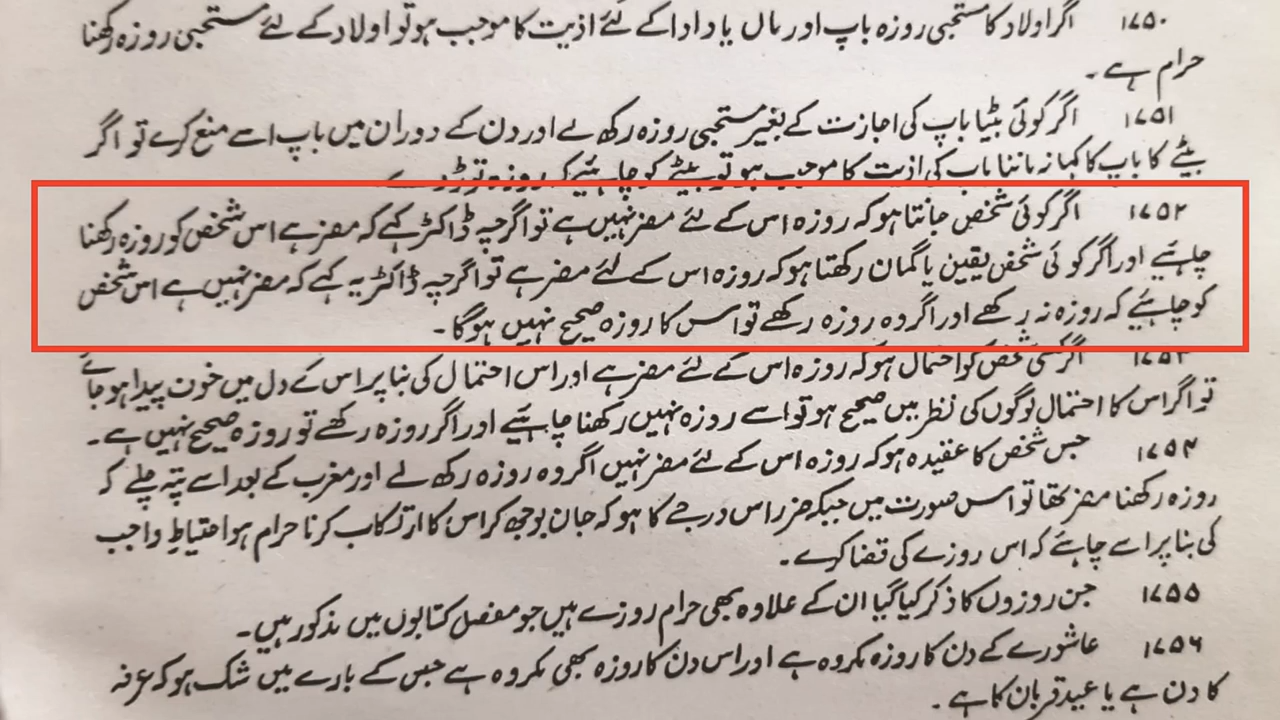 ۱۷۵۰ اگر اولاد کا مستحبی روزہ باپ اور ماں یا دادا کے لئے اذیت کا موجب ہو تو اولاد کے لئے مستحبی روزہ رکھنا
حرام ہے۔
۱۷۵۱ اگر کوئی بیٹا باپ کی اجازت کے بغیر مستحبی روزہ رکھ لے اور دن کے دوران میں باپ اسے منع کرے تو اگر
بیٹے کا باپ کا کہا نہ ماننا باپ کی اذیت کا موجب ہو تو بیٹے کو چاہئیے کہ روزہ توڑ دے
۱۷۵۲ اگر کوئی شخص جانتا ہو کہ روزہ اس کے لئے مضر نہیں ہے تو اگرچہ ڈاکٹر کہے کہ مضر ہے اس شخص کو روزہ رکھنا
چاہئیے اور اگر کوئی شخص یقین یا گمان رکھتا ہو کہ روزہ اس کے لئے مضر ہے تو اگرچہ ڈاکٹر یہ کہے کہ مضر نہیں ہے اس شخص
کو چاہیئے کہ روزہ نہ رکھے اور اگر وہ روزہ رکھے تو اس کا روزہ صحیح نہیں ہوگا۔
۱۷۵۳ اگر کسی شخص کو احتمال ہو کہ روزہ اس کے لئے مضر ہے اور اس احتمال کی بنا پر اس کے دل میں خوف پیدا ہو جائے
تو اگر اس کا احتمال لوگوں کی نظر میں صحیح ہو تو اسے روزہ نہیں رکھنا چاہئیے اور اگر روزہ رکھے تو روزہ صحیح نہیں ہے۔
۱۷۵۴ جس شخص کا عقیدہ ہو کہ روزہ اس کے لئے مضر نہیں اگر وہ روزہ رکھ لے اور مغرب کے بعد اسے پتہ چلے کہ
روزہ رکھنا مضر تھا تو اس صورت میں جبکہ ضرر اس درجے کا ہو کہ جان بوجھ کر اس کا ارتکاب کرنا حرام ہو احتیاطِ واجب
کی بنا پر اسے چاہئے کہ اس روزے کی قضا کرے۔
۱۷۵۵ جن روزوں کا ذکر کیا گیا ان کے علاوہ بھی حرام روزے ہیں جو مفصل کتابوں میں مذکور ہیں۔
۱۷۵۶ عاشورے کے دن کا روزہ مکروہ ہے اور اس دن کا روزہ بھی مکروہ ہے جس کے بارے میں شک ہو کہ عرفہ
کا دن ہے یا عید قربان کا ہے۔